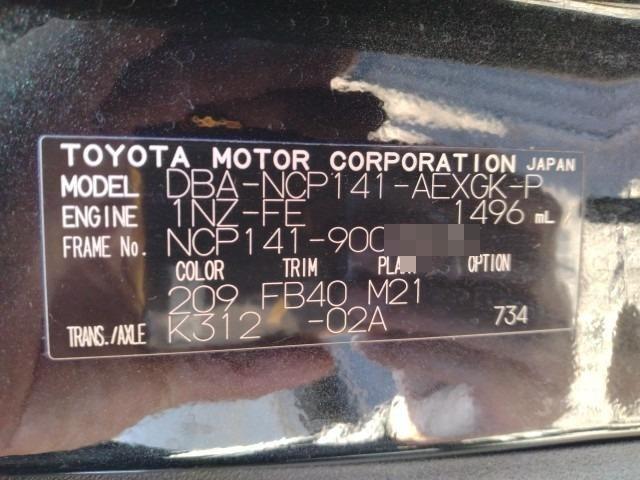 TOYOTA MOTOR CORPORATION JAPAN
MODEL DBA-NCP141-AEXGK-P
ENGINE 1NZ-FE 1496 mL
FRAME No. NCP141-900
COLOR TRIM OPTION
209 FB40 M21
TRANS./AXLE K312 -02A 734